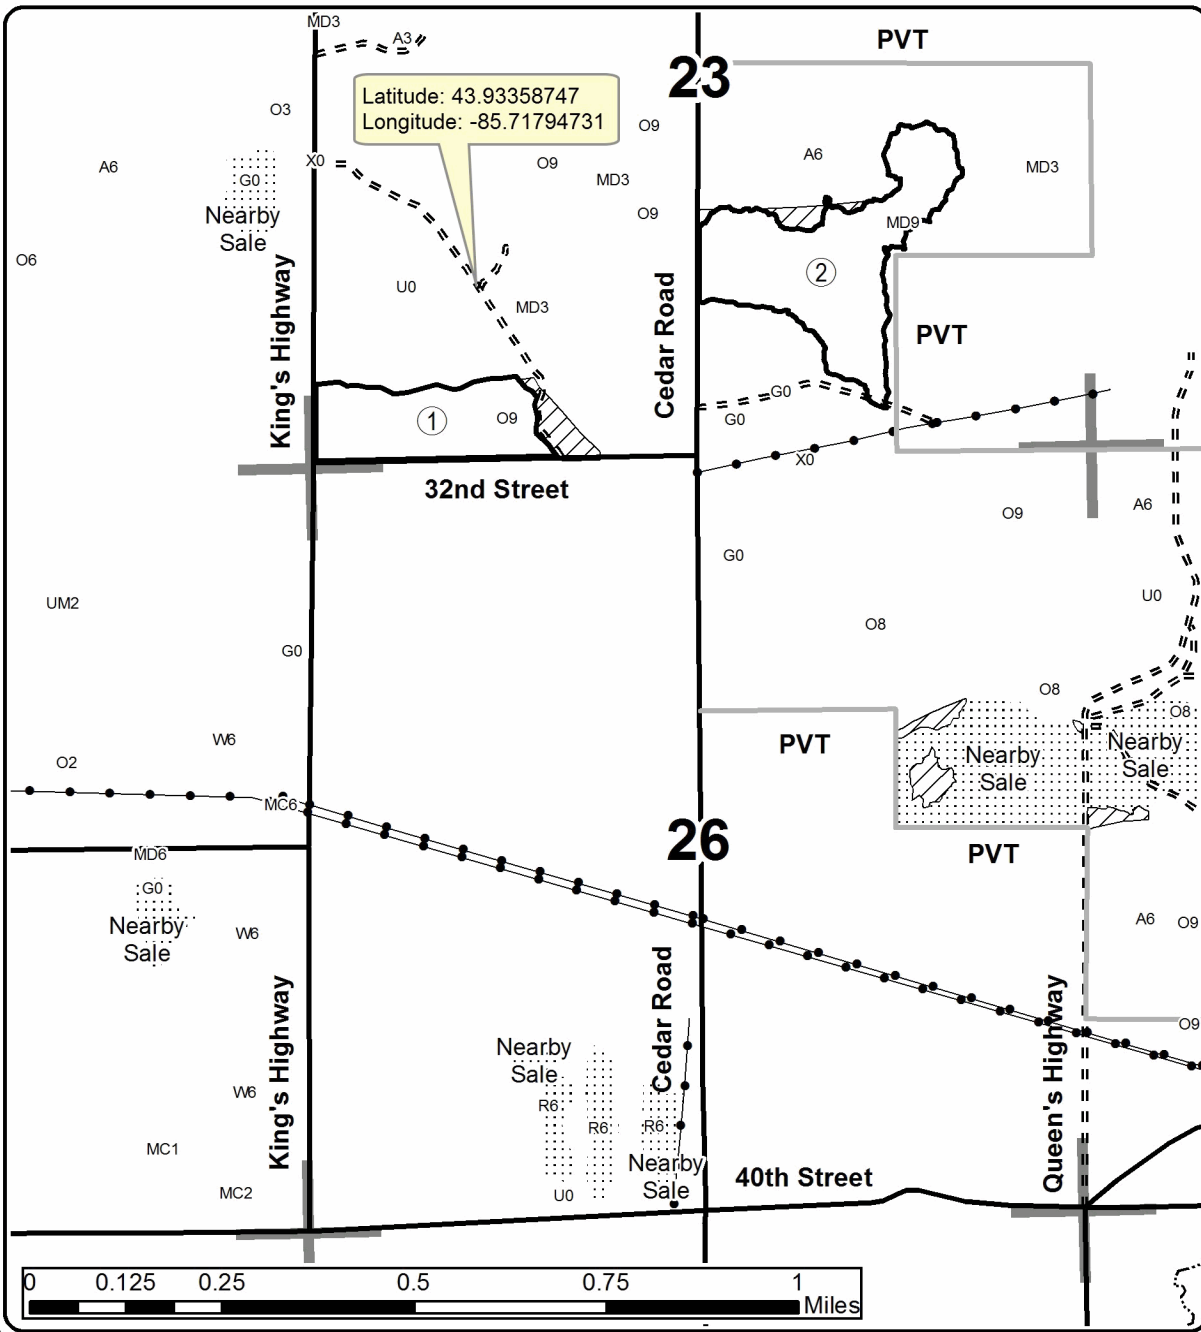 MD3
A3
PVT
23
Latitude: 43.93358747
Longitude: -85.71794731
O3
O9
A6
X0
A6
O9
MD3
MD3
G0
Nearby
Sale
O9
MD9
O6
U0
2
MD3
King's Highway
Cedar Road
PVT
1
O9
G0
G0
X0
32nd Street
O9
A6
G0
UM2
U0
O8
G0
O8
O8
W6
PVT
Nearby
Sale
Nearby
Sale
O2
MC6
26
MD6
PVT
G0
Nearby
Sale
W6
A6
O9
King's Highway
Cedar Road
Queen's Highway
O9
Nearby
Sale
W6
R6
R6
R6
MC1
Nearby
Sale
40th Street
MC2
U0
0 0.125 0.25 0.5 0.75 1
Miles